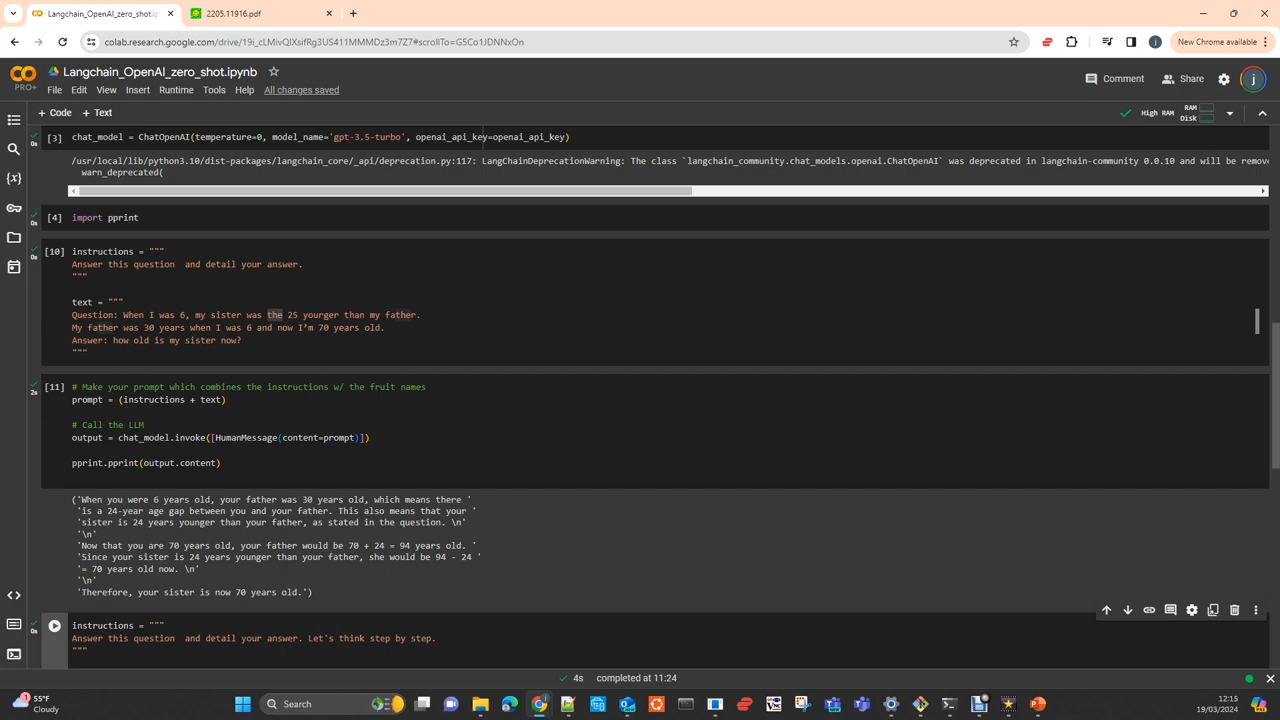 Langchain_OpenAI_zero_shot.ip
2205.11916.pdf
colab.research.google.com/drive/19i_cLMivQlXsifRg3US411MMMDz3m7Z7#scrollTo=G5Co1JDNNxOn
New Chrome available
Langchain_OpenAI_zero_shot.ipynb
Comment
Share
j
PRO+
File Edit View Insert Runtime Tools Help All changes saved
+ Code + Text
High RAM
RAM
Disk
[3] chat_model = ChatOpenAI(temperature=0, model_name='gpt-3.5-turbo', openai_api_key=openai_api_key)
0s
/usr/local/lib/python3.10/dist-packages/langchain_core/_api/deprecation.py:117: LangChainDeprecationWarning: The class `langchain_community.chat_models.openai.ChatOpenAI` was deprecated in langchain-community 0.0.10 and will be remove
warn_deprecated(
[4] import pprint
0s
[10] instructions = """
0s
Answer this question  and detail your answer.
"""
text = """
Question: When I was 6, my sister was the 25 yourger than my father.
My father was 30 years when I was 6 and now I’m 70 years old.
Answer: how old is my sister now?
"""
[11] # Make your prompt which combines the instructions w/ the fruit names
2s
prompt = (instructions + text)
# Call the LLM
output = chat_model.invoke([HumanMessage(content=prompt)])
pprint.pprint(output.content)
('When you were 6 years old, your father was 30 years old, which means there '
'is a 24-year age gap between you and your father. This also means that your '
'sister is 24 years younger than your father, as stated in the question. \n'
'\n'
'Now that you are 70 years old, your father would be 70 + 24 = 94 years old. '
'Since your sister is 24 years younger than your father, she would be 94 - 24 '
'= 70 years old now. \n'
'\n'
'Therefore, your sister is now 70 years old.')
instructions = """
0s
Answer this question  and detail your answer. Let's think step by step.
"""
4s completed at 11:24
55°F
Cloudy
Search
12:15
19/03/2024